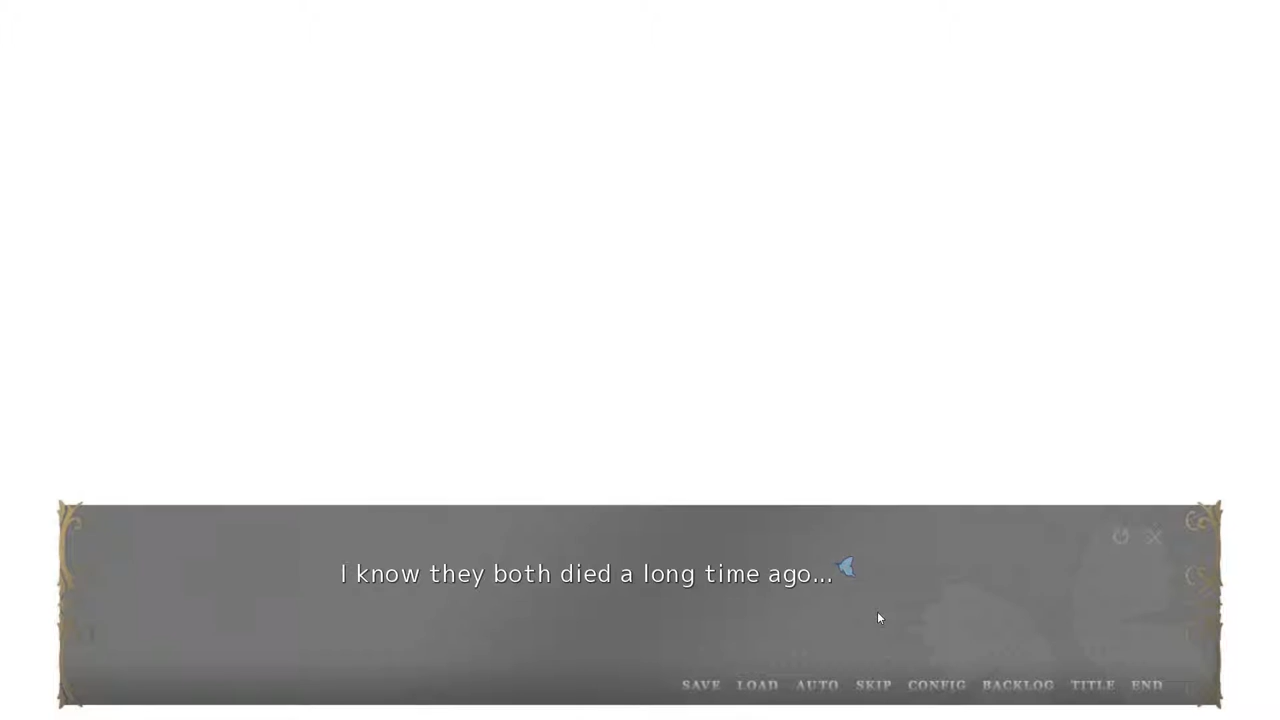 I know they both died a long time ago...
SAVE LOAD AUTO SKIP CONFIG BACKLOG TITLE END